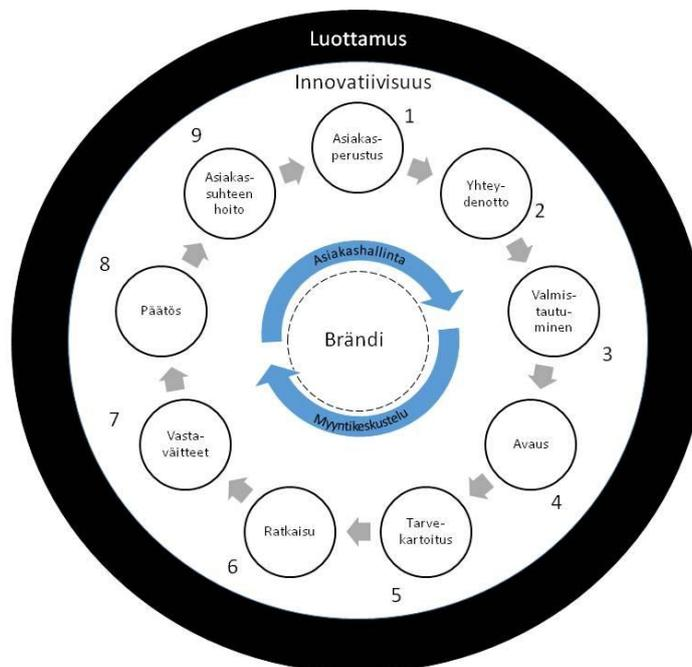 Luottamus
Innovatiivisuus
1
Asiakas-
perustus
2
Yhtey-
denotto
3
Valmis-
tautu-
minen
4
Avaus
5
Tarve-
kartoitus
6
Ratkaisu
7
Vasta-
väitteet
8
Päätös
9
Asiakas-
suhteen
hoito
Asiakashallinta
Brändi
Myyntikeskustelu